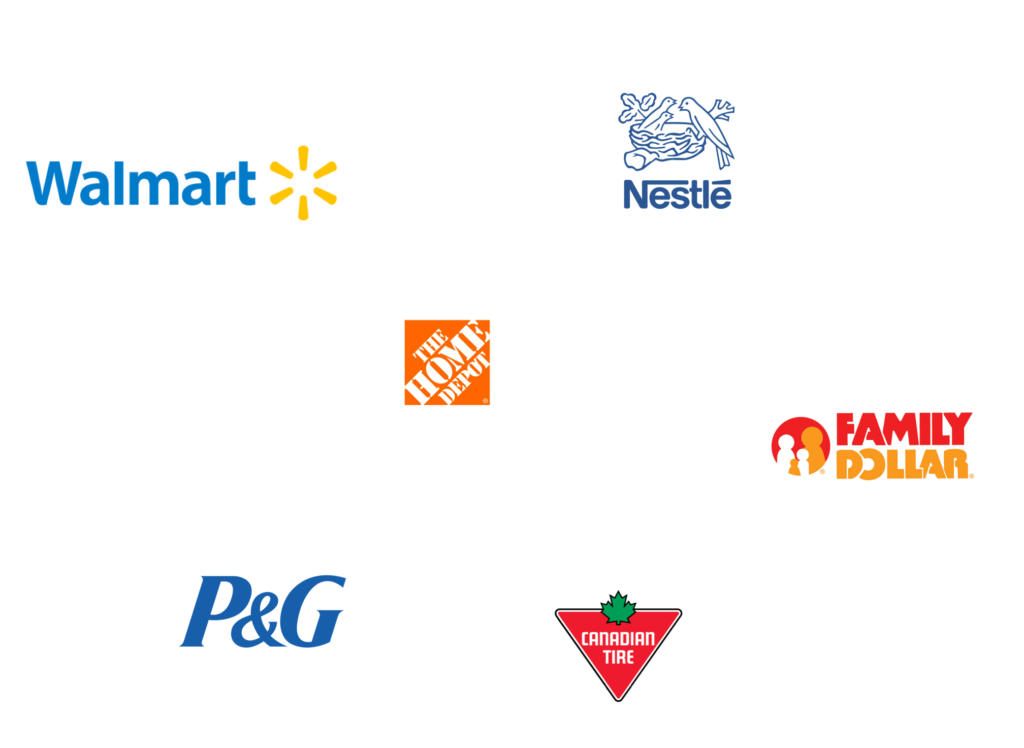 Walmart
Nestlé
THE
HOME
DEPOT
FAMILY
DOLLAR
P&G
CANADIAN
TIRE